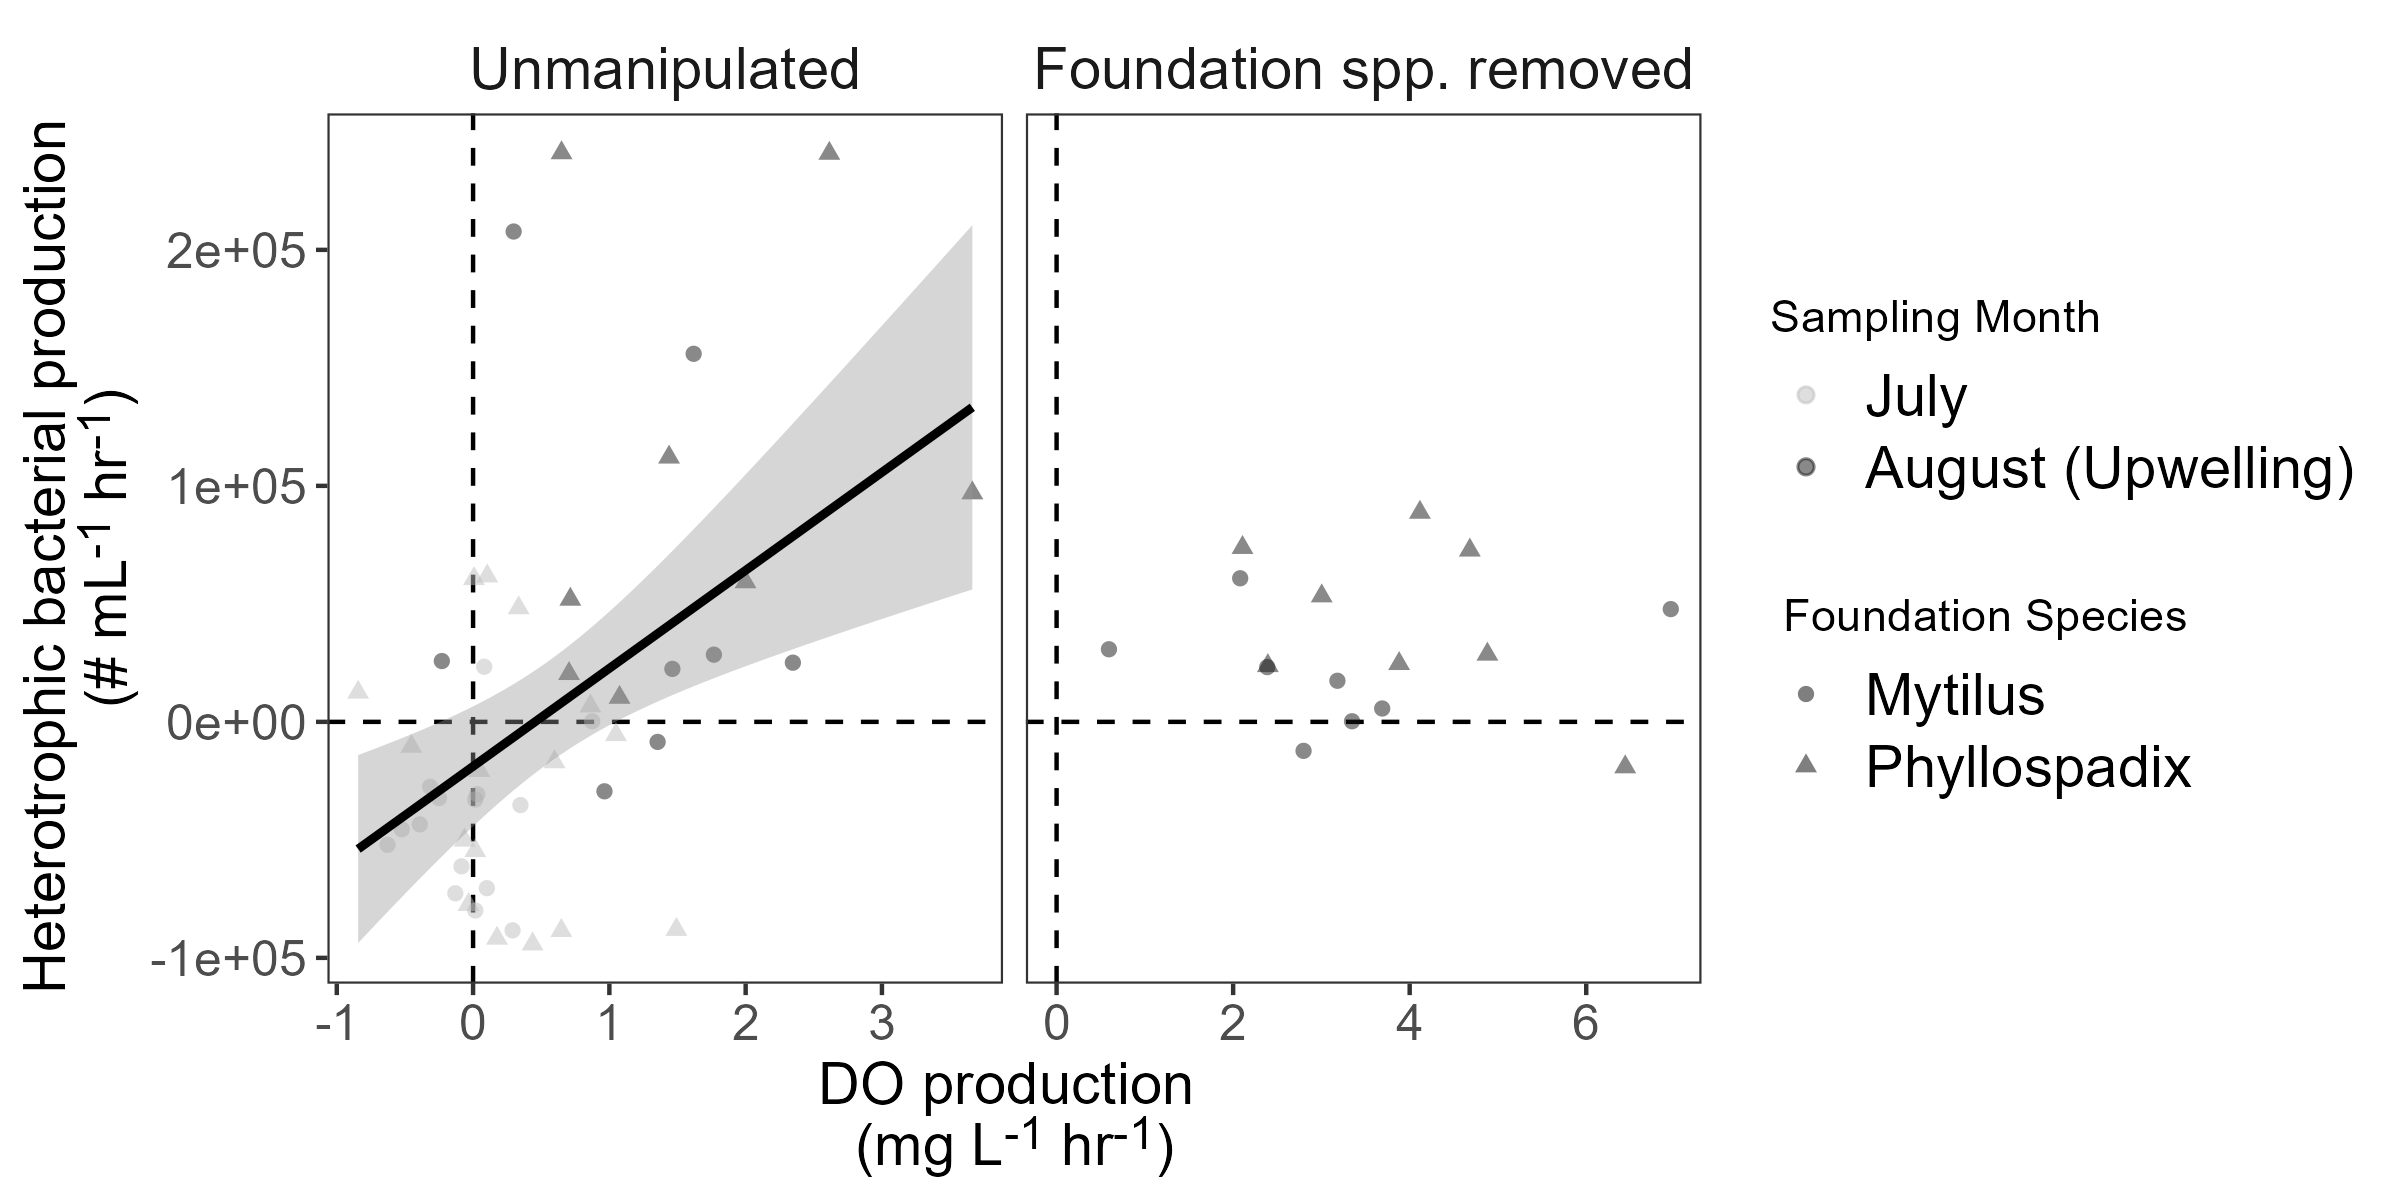 Unmanipulated
Foundation spp. removed
Heterotrophic bacterial production
(# mL⁻¹ hr⁻¹)
2e+05
1e+05
0e+00
-1e+05
-1 0 1 2 3
0 2 4 6
DO production
(mg L⁻¹ hr⁻¹)
Sampling Month
July
August (Upwelling)
Foundation Species
Mytilus
Phyllospadix